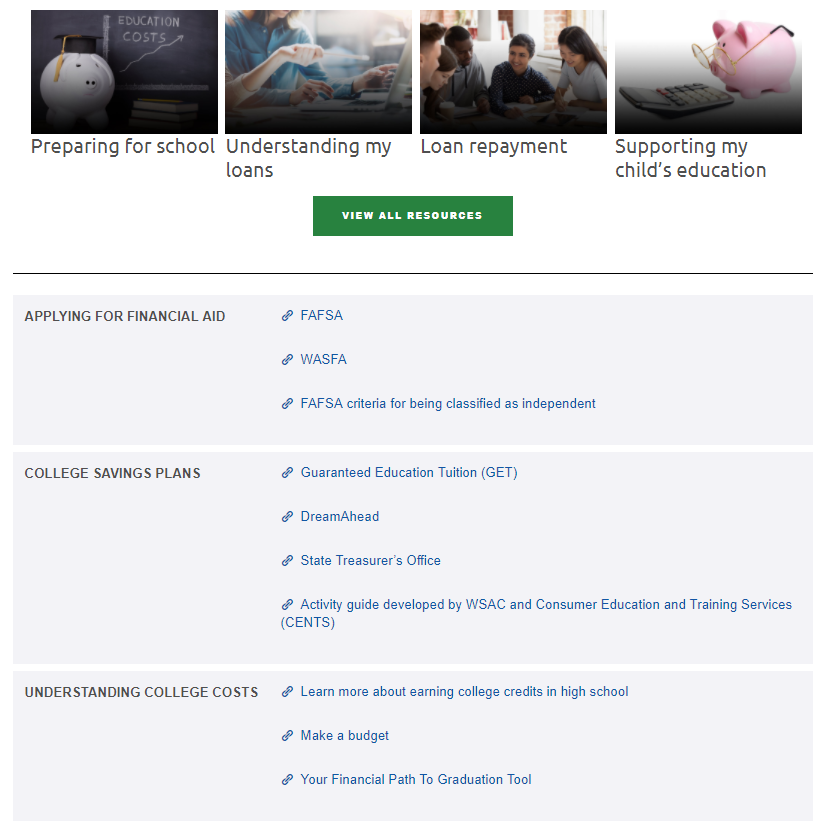 EDUCATION
COSTS
Preparing for school
Understanding my
loans
Loan repayment
Supporting my
child’s education
VIEW ALL RESOURCES
APPLYING FOR FINANCIAL AID
FAFSA
WASFA
FAFSA criteria for being classified as independent
COLLEGE SAVINGS PLANS
Guaranteed Education Tuition (GET)
DreamAhead
State Treasurer’s Office
Activity guide developed by WSAC and Consumer Education and Training Services
(CENTS)
UNDERSTANDING COLLEGE COSTS
Learn more about earning college credits in high school
Make a budget
Your Financial Path To Graduation Tool